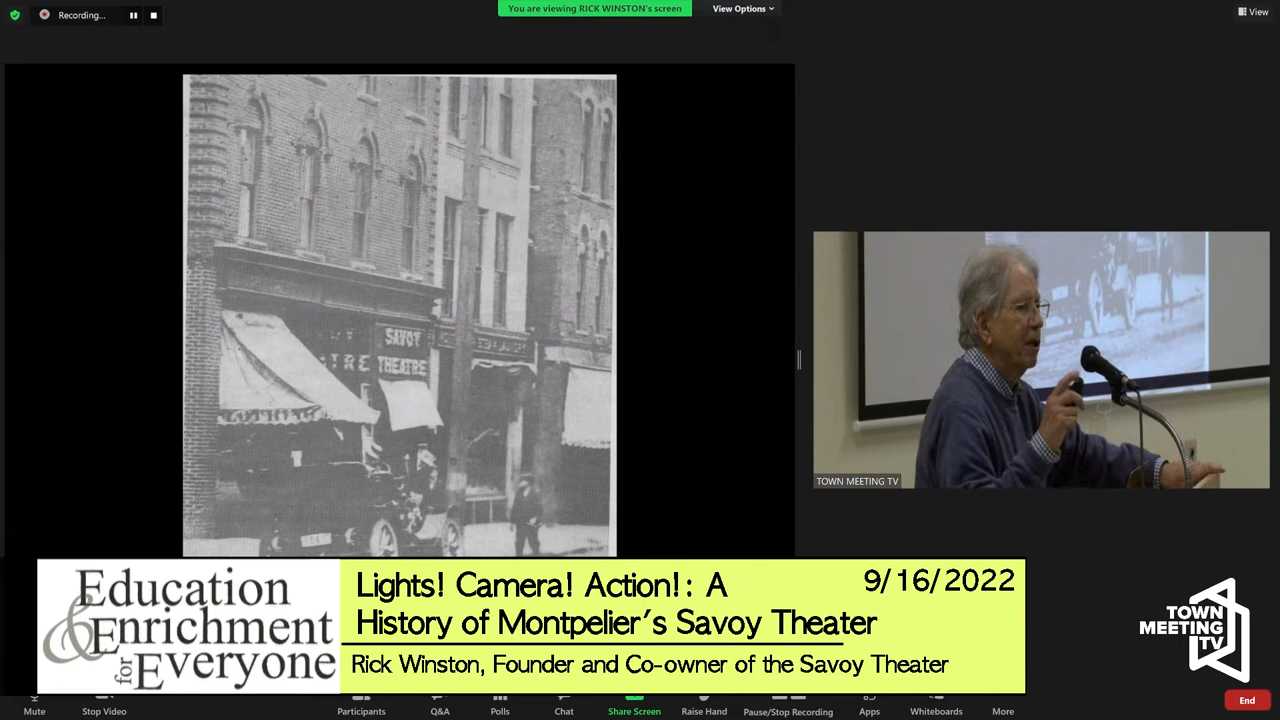 Recording...
You are viewing RICK WINSTON's screen
View Options
View
SAVOY
THEATRE
TOWN MEETING TV
Education
& Enrichment
for Everyone
Lights! Camera! Action!: A
History of Montpelier's Savoy Theater
9/16/2022
Rick Winston, Founder and Co-owner of the Savoy Theater
TOWN
MEETING
TV
Mute
Stop Video
Participants
Q&A
Polls
Chat
Share Screen
Raise Hand
Pause/Stop Recording
Apps
Whiteboards
More
End